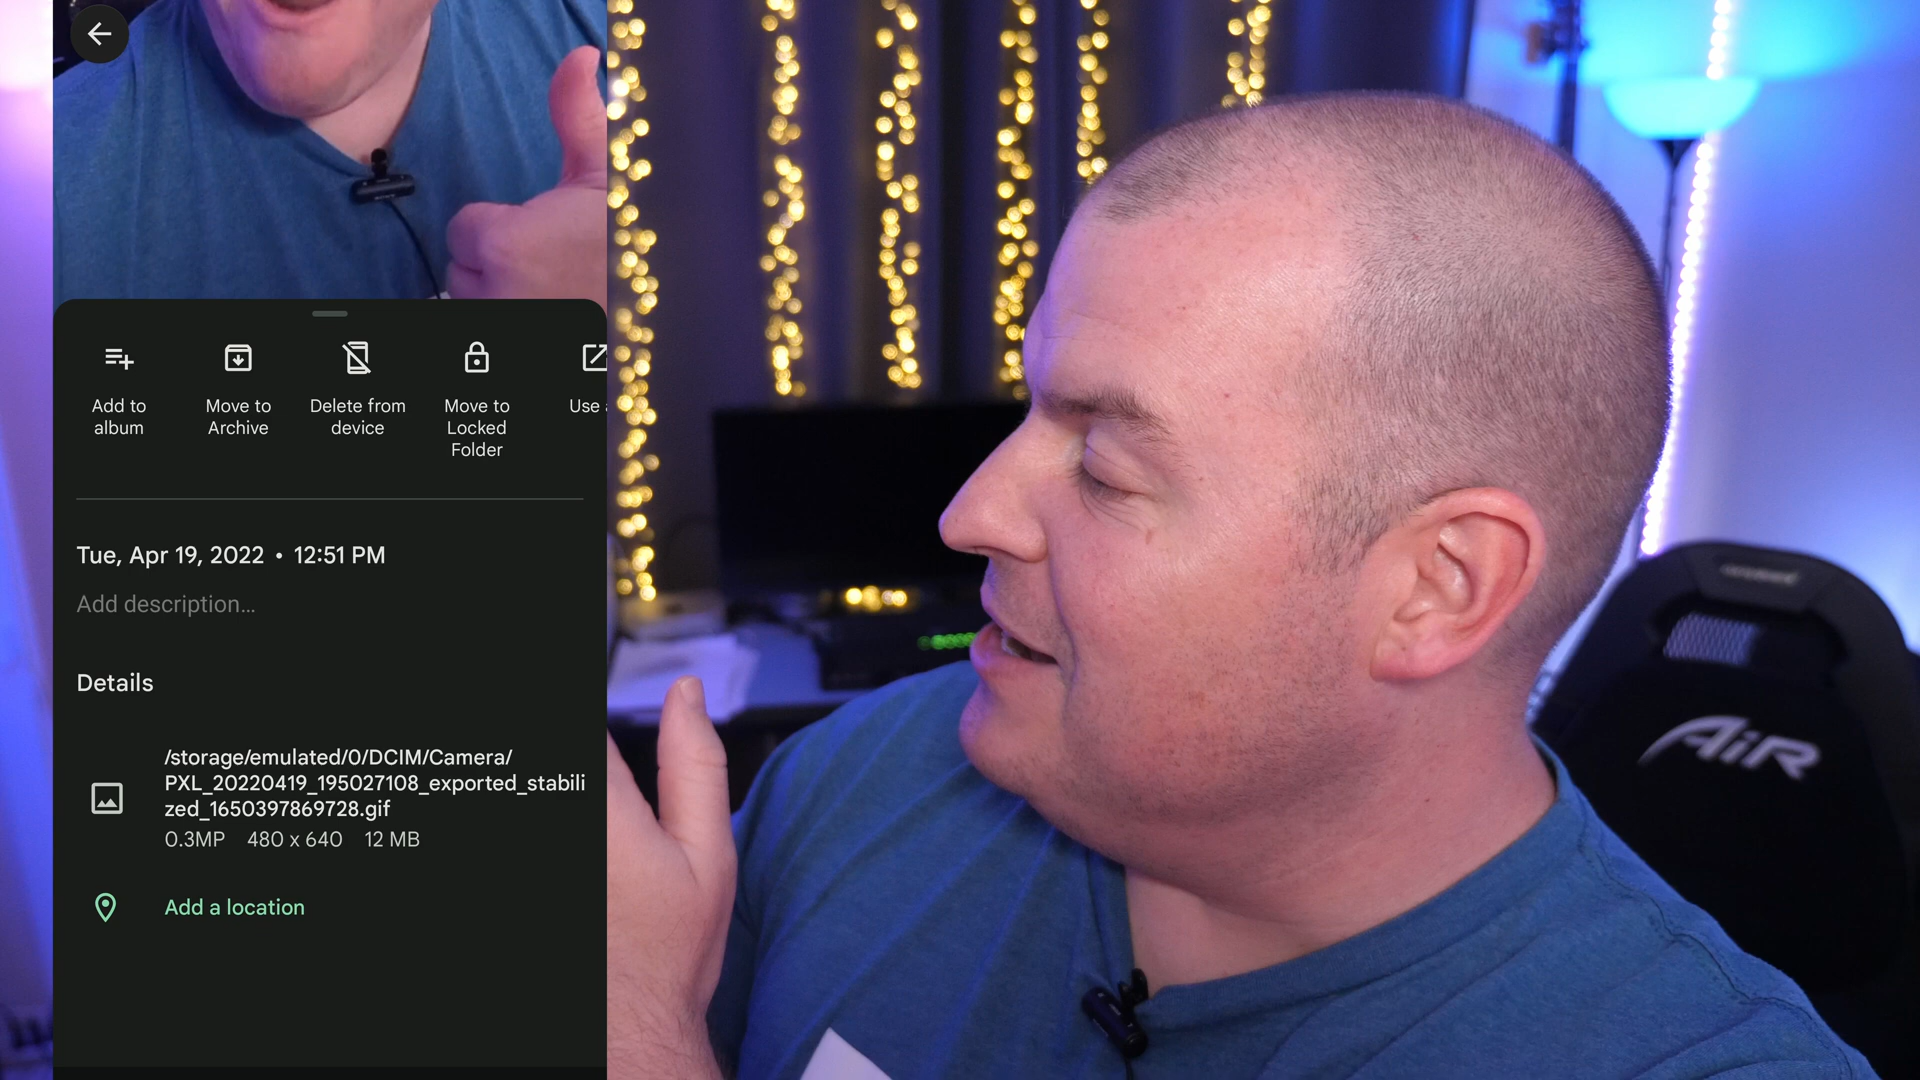 Add to
album
Move to
Archive
Delete from
device
Move to
Locked
Folder
Use
Tue, Apr 19, 2022 • 12:51 PM
Add description...
Details
/storage/emulated/0/DCIM/Camera/
PXL_20220419_195027108_exported_stabili
zed_1650397869728.gif
0.3MP 480 x 640 12 MB
Add a location
AiR